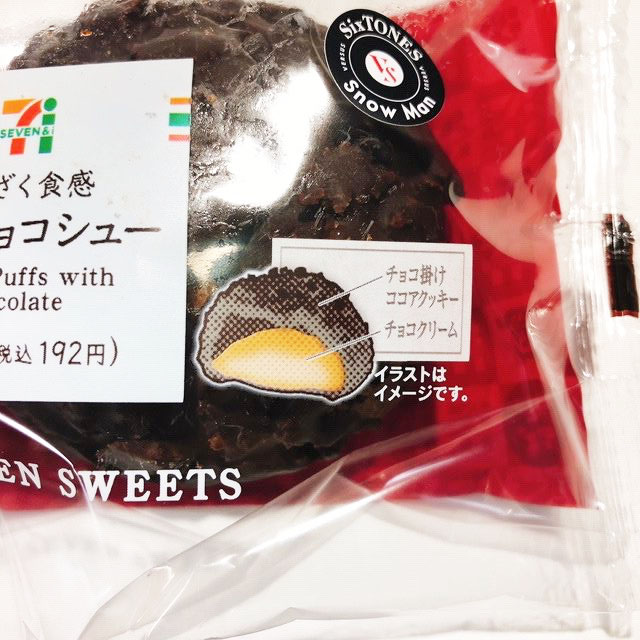 SixTONES
VERSUS
VS
VERSUS
Snow Man
SEVEN&i
ざく食感
ョコシュー
Puffs with
colate
税込192円)
チョコ掛け
ココアクッキー
チョコクリーム
イラストは
イメージです。
EN SWEETS